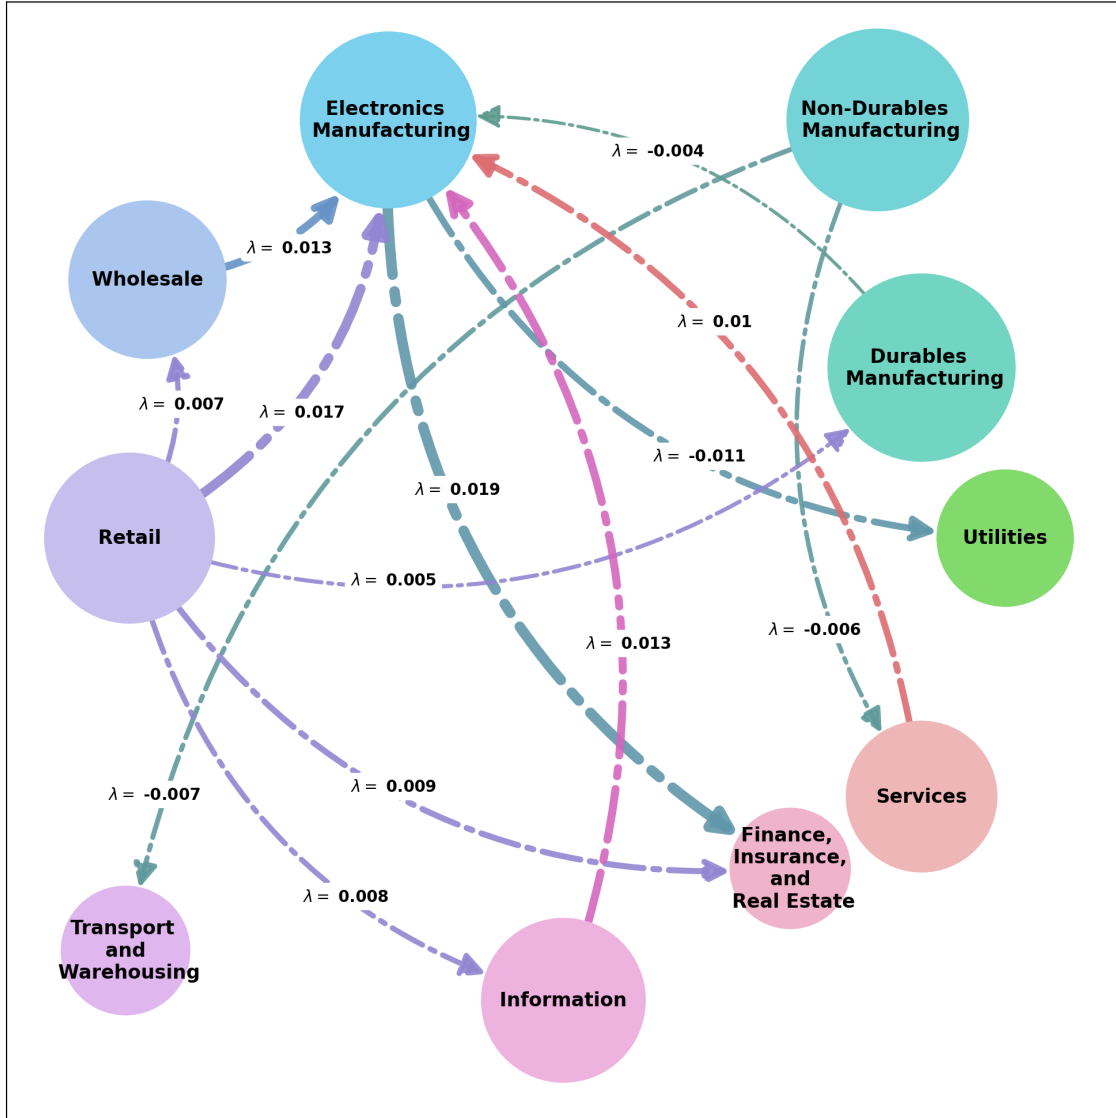 Electronics
Manufacturing
Non-Durables
Manufacturing
λ = -0.004
Wholesale
λ = 0.013
λ = 0.01
Durables
Manufacturing
λ = 0.007
λ = 0.017
λ = -0.011
λ = 0.019
Retail
Utilities
λ = 0.005
λ = -0.006
λ = 0.013
λ = 0.009
λ = -0.007
Services
Finance,
Insurance,
and
Real Estate
λ = 0.008
Transport
and
Warehousing
Information